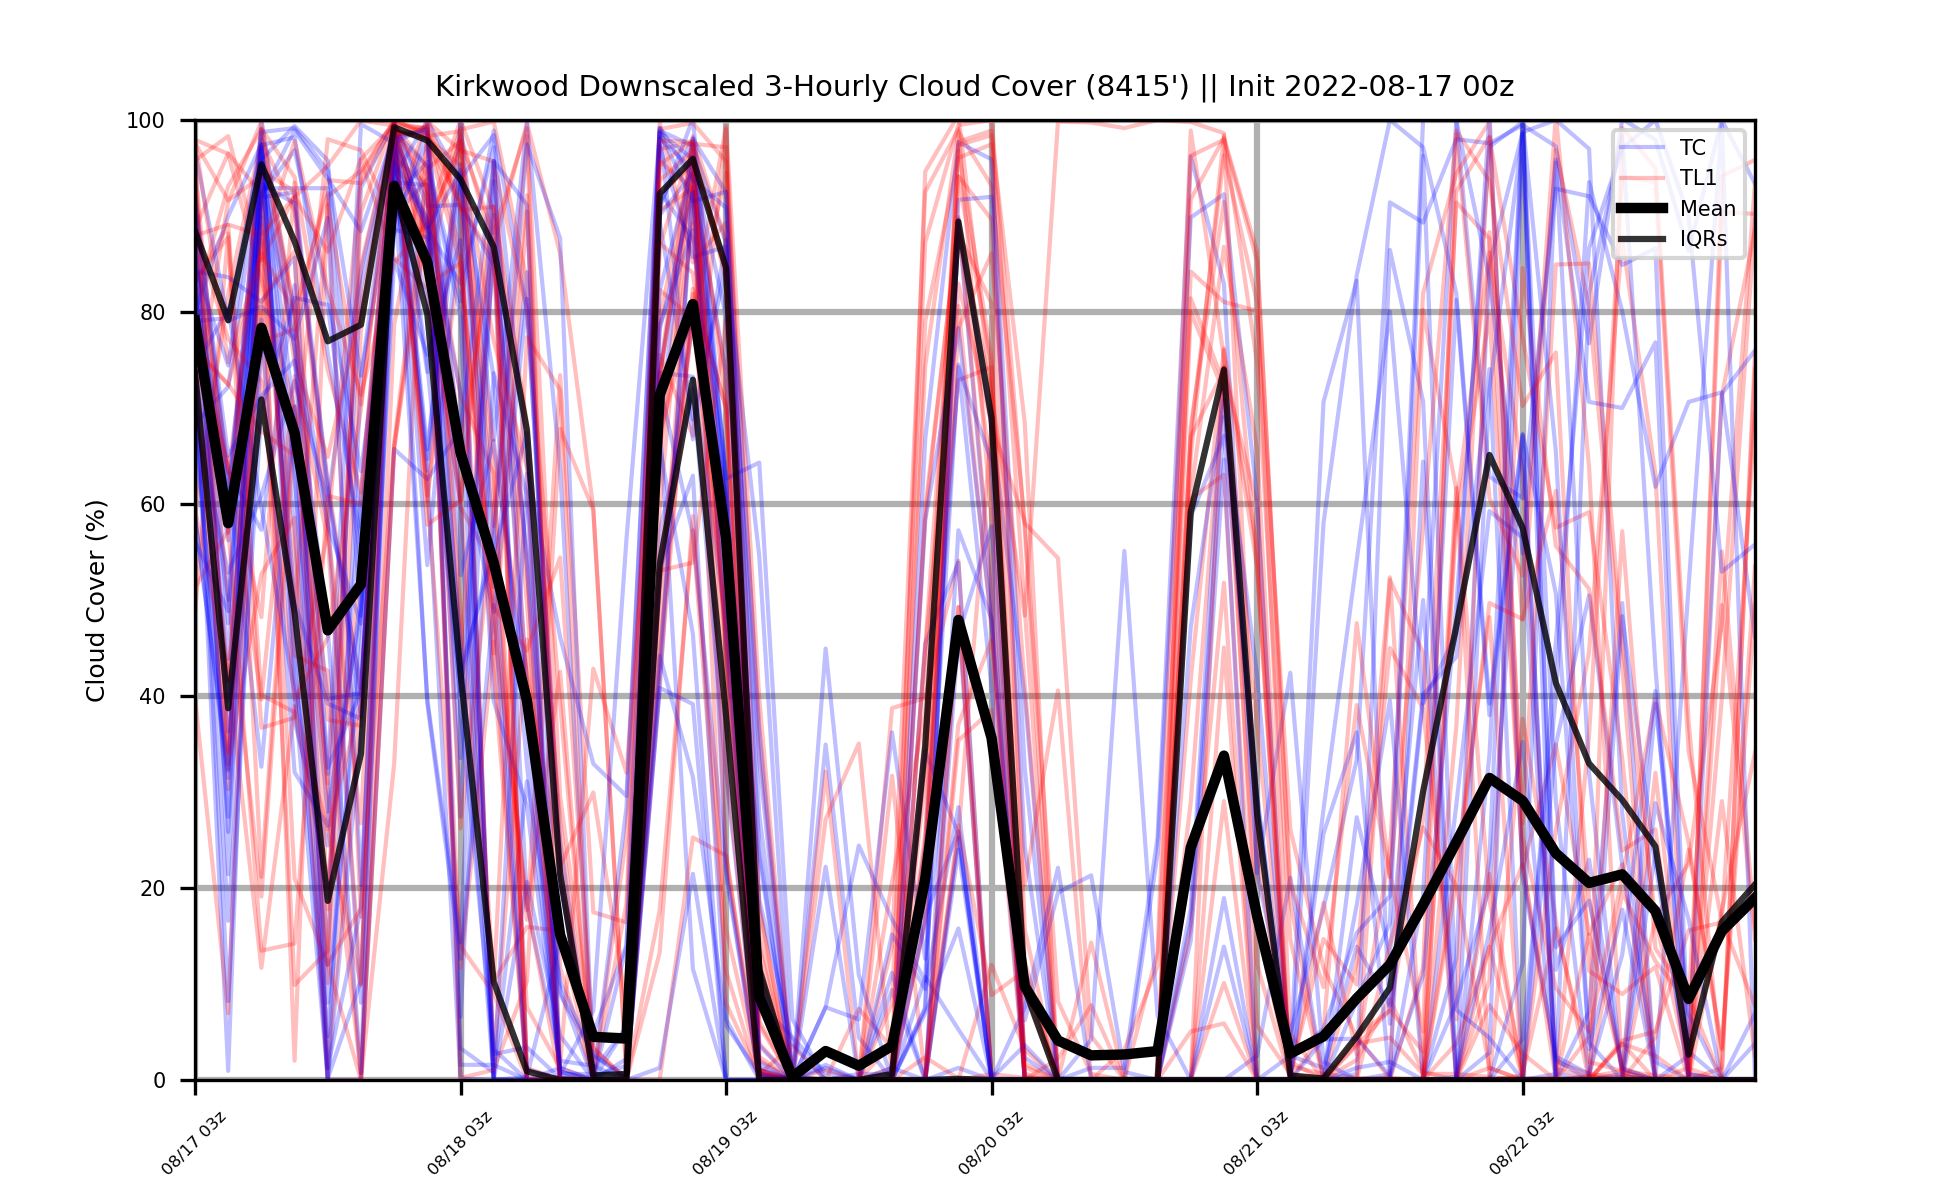 Kirkwood Downscaled 3-Hourly Cloud Cover (8415') || Init 2022-08-17 00z
TC
TL1
Mean
IQRs
Cloud Cover (%)
100
80
60
40
20
0
08/17 03z
08/18 03z
08/19 03z
08/20 03z
08/21 03z
08/22 03z